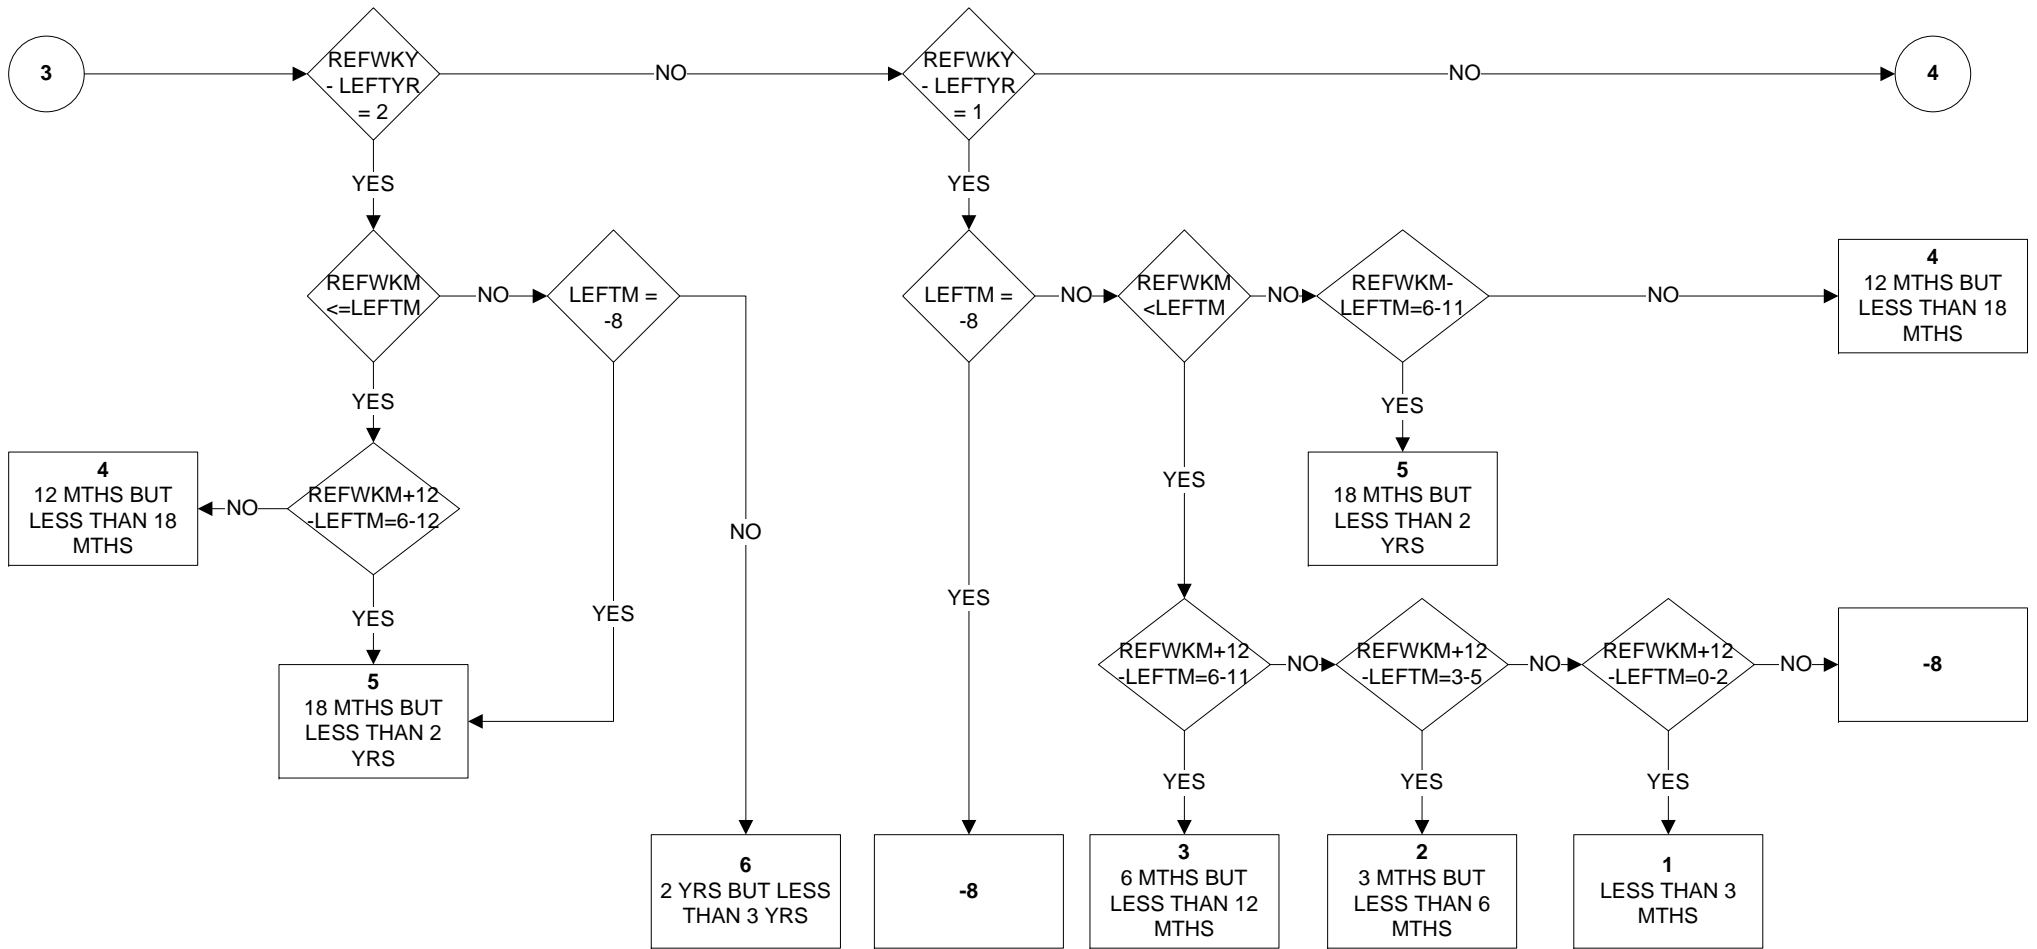 3
REFWKY
- LEFTYR
= 2
NO
REFWKY
- LEFTYR
= 1
NO
4
YES
YES
REFWKM
<=LEFTM
NO
LEFTM =
-8
LEFTM =
-8
NO
REFWKM
<LEFTM
NO
REFWKM-
LEFTM=6-11
NO
4
12 MTHS BUT
LESS THAN 18
MTHS
YES
YES
4
12 MTHS BUT
LESS THAN 18
MTHS
NO
REFWKM+12
-LEFTM=6-12
NO
YES
5
18 MTHS BUT
LESS THAN 2
YRS
YES
YES
YES
5
18 MTHS BUT
LESS THAN 2
YRS
REFWKM+12
-LEFTM=6-11
NO
REFWKM+12
-LEFTM=3-5
NO
REFWKM+12
-LEFTM=0-2
NO
-8
YES
YES
YES
6
2 YRS BUT LESS
THAN 3 YRS
-8
3
6 MTHS BUT
LESS THAN 12
MTHS
2
3 MTHS BUT
LESS THAN 6
MTHS
1
LESS THAN 3
MTHS